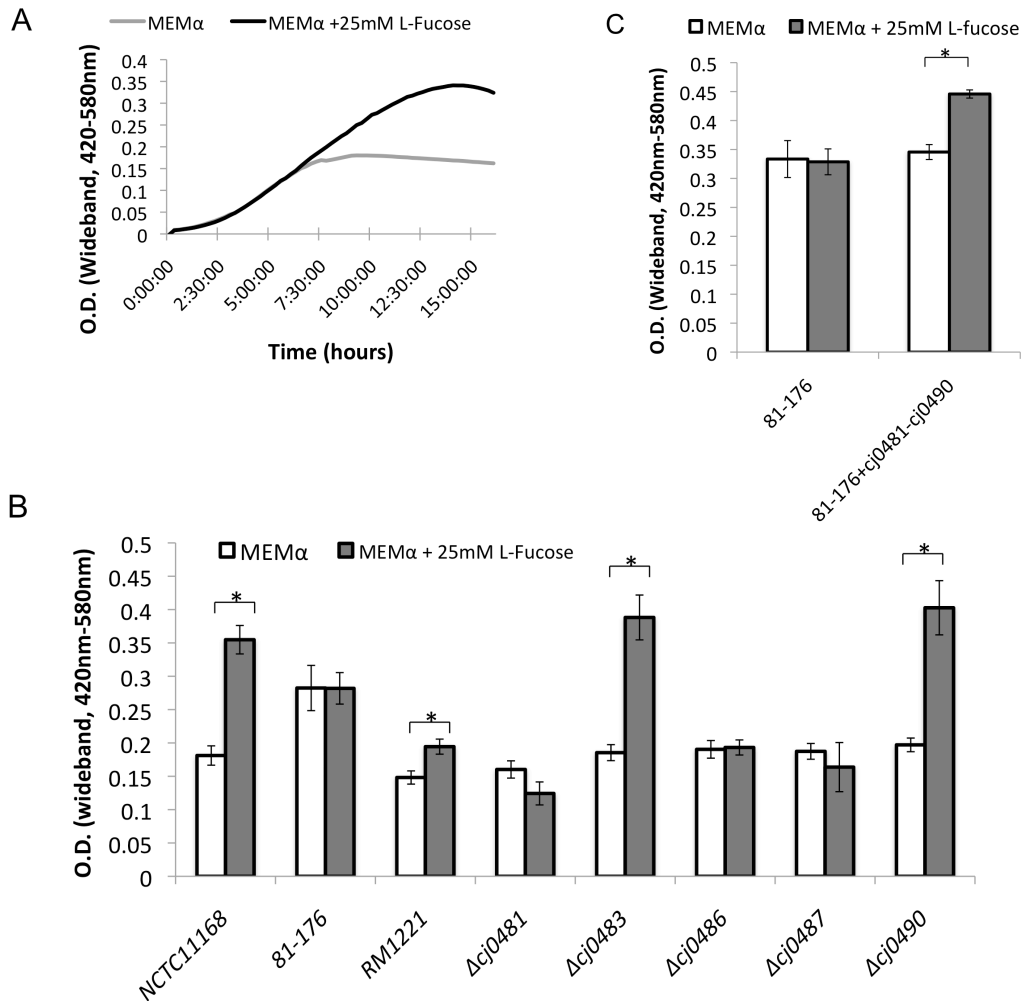 A
MEMα
MEMα +25mM L-Fucose
O.D. (Wideband, 420-580nm)
0.4
0.35
0.3
0.25
0.2
0.15
0.1
0.05
0
0:00:00
2:30:00
5:00:00
7:30:00
10:00:00
12:30:00
15:00:00
Time (hours)
C
MEMα
MEMα + 25mM L-fucose
O.D. (Wideband, 420nm-580nm)
0.5
0.45
0.4
0.35
0.3
0.25
0.2
0.15
0.1
0.05
0
*
81-176
81-176+cj0481-cj0490
B
MEMα
MEMα + 25mM L-Fucose
O.D. (wideband, 420nm-580nm)
0.5
0.45
0.4
0.35
0.3
0.25
0.2
0.15
0.1
0.05
0
*
*
*
*
NCTC11168
81-176
RM1221
Δcj0481
Δcj0483
Δcj0486
Δcj0487
Δcj0490